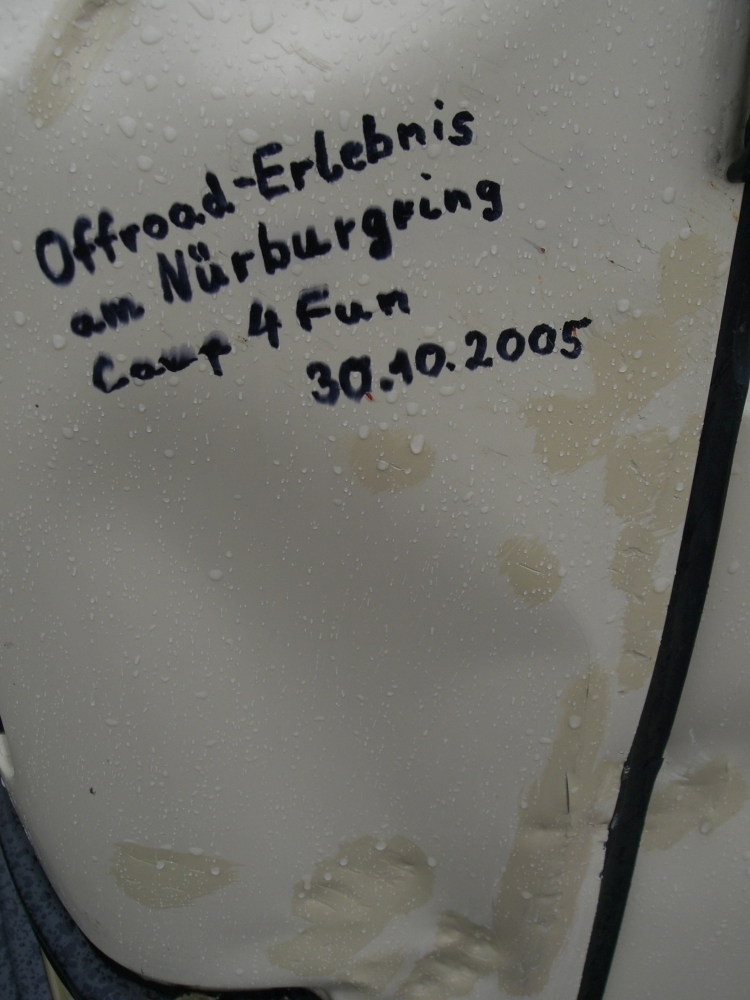 Offroad-Erlebnis
am Nürburgring
Camp 4 Fun
30.10.2005